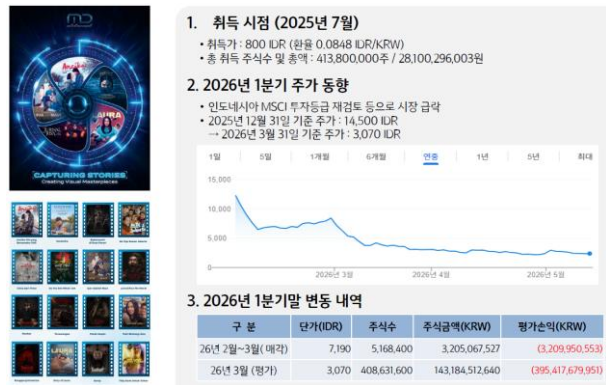 MD
AURA
CAPTURING STORIES
Creating Visual Masterpieces
1. 취득 시점 (2025년 7월)
• 취득가 : 800 IDR (환율 0.0848 IDR/KRW)
• 총 취득 주식수 및 총액 : 413,800,000주 / 28,100,296,003원
2. 2026년 1분기 주가 동향
• 인도네시아 MSCI 투자등급 재검토 등으로 시장 급락
• 2025년 12월 31일 기준 주가 : 14,500 IDR
→ 2026년 3월 31일 기준 주가 : 3,070 IDR
1일 5일 1개월 6개월 연중 1년 5년 최대
15,000
10,000
5,000
0
2026년 3월 2026년 4월 2026년 5월
3. 2026년 1분기말 변동 내역
구 분 단가(IDR) 주식수 주식금액(KRW) 평가손익(KRW)
26년 2월~3월( 매각) 7,190 5,168,400 3,205,067,527 (3,209,950,553)
26년 3월 (평가) 3,070 408,631,600 143,184,512,640 (395,417,679,951)